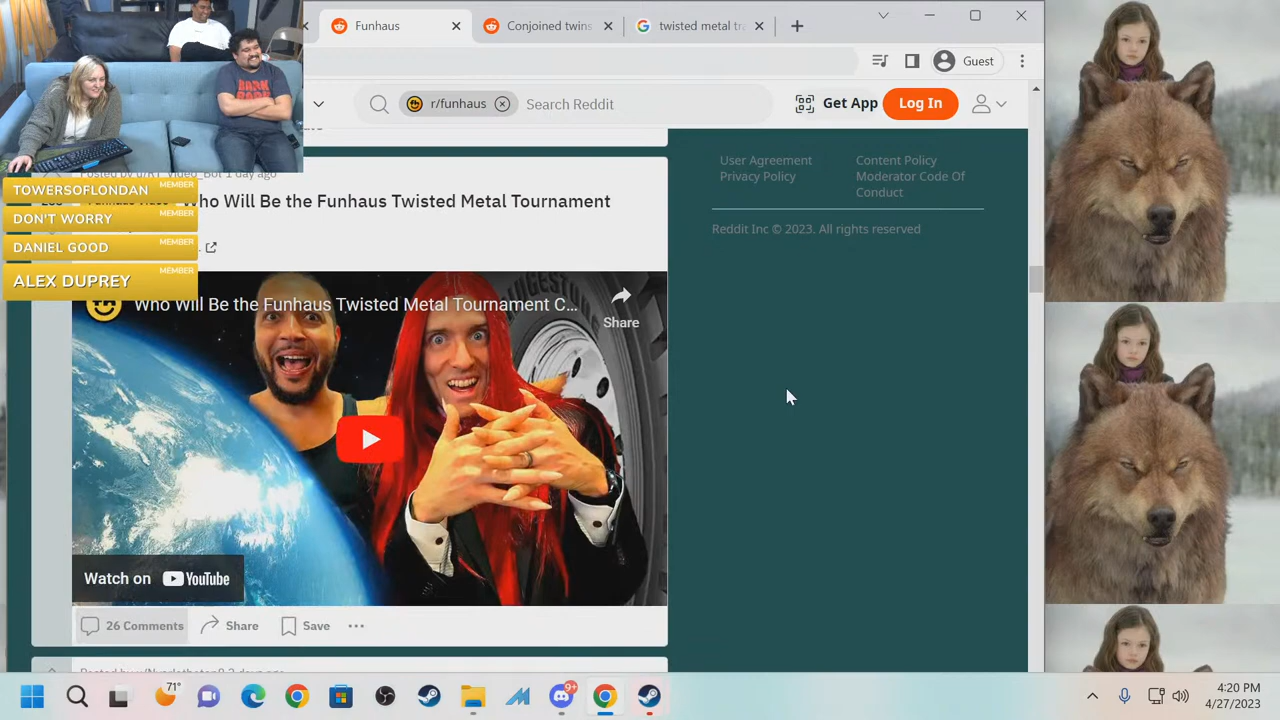 Funhaus
Conjoined twins
twisted metal tra
Guest
r/funhaus
Search Reddit
Get App
Log In
User Agreement
Content Policy
Privacy Policy
Moderator Code Of
Conduct
Reddit Inc © 2023. All rights reserved
1 day ago
Who Will Be the Funhaus Twisted Metal Tournament
TOWERSOFLONDAN MEMBER
DON'T WORRY MEMBER
DANIEL GOOD MEMBER
ALEX DUPREY MEMBER
Who Will Be the Funhaus Twisted Metal Tournament C...
Share
Watch on YouTube
26 Comments
Share
Save
71°
9+
4:20 PM
4/27/2023